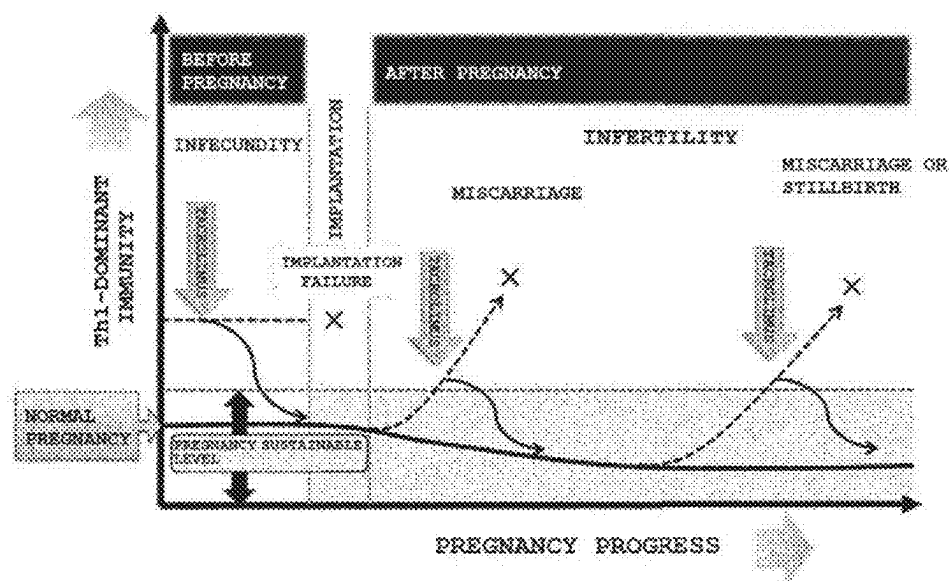 BEFORE
PREGNANCY
AFTER PREGNANCY
INFECUNDITY
IMPLANTATION
INFERTILITY
MISCARRIAGE
MISCARRIAGE OR
STILLBIRTH
IMPLANTATION
FAILURE
Th1-DOMINANT
IMMUNITY
NORMAL
PREGNANCY
PREGNANCY SUSTAINABLE
LEVEL
PREGNANCY PROGRESS